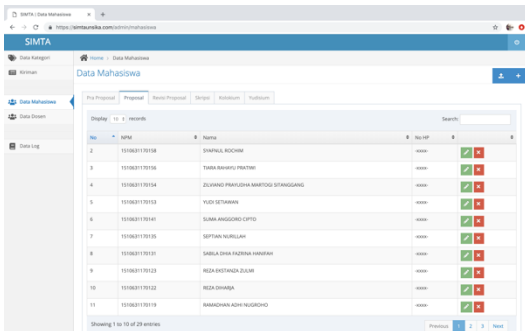 SIMTA | Data Mahasiswa
https://simtaunsika.com/admin/mahasiswa
SIMTA
Data Kategori
Kiriman
Data Mahasiswa
Data Dosen
Data Log
Home > Data Mahasiswa
Data Mahasiswa
Pra Proposal Proposal Revisi Proposal Skripsi Kolokium Yudisium
Display 10 records Search:
No NPM Nama No HP
2 1510631170158 SYAIFNUL ROCHIM -xxxx-
3 1510631170156 TIARA RAHAYU PRATIWI -xxxx-
4 1510631170154 ZILVANO PRAYUDHA MARTOGI SITANGGANG -xxxx-
5 1510631170153 YUDI SETIAWAN -xxxx-
6 1510631170141 SUMA ANGGORO CIPTO -xxxx-
7 1510631170135 SEPTIAN NURILLAH -xxxx-
8 1510631170131 SABILA DHIA FAZRINA HANIFAH -xxxx-
9 1510631170123 REZA EKSTANZA ZULMI -xxxx-
10 1510631170122 REZA DIHARJA -xxxx-
11 1510631170119 RAMADHAN ADHI NUGROHO -xxxx-
Showing 1 to 10 of 29 entries
Previous 1 2 3 Next